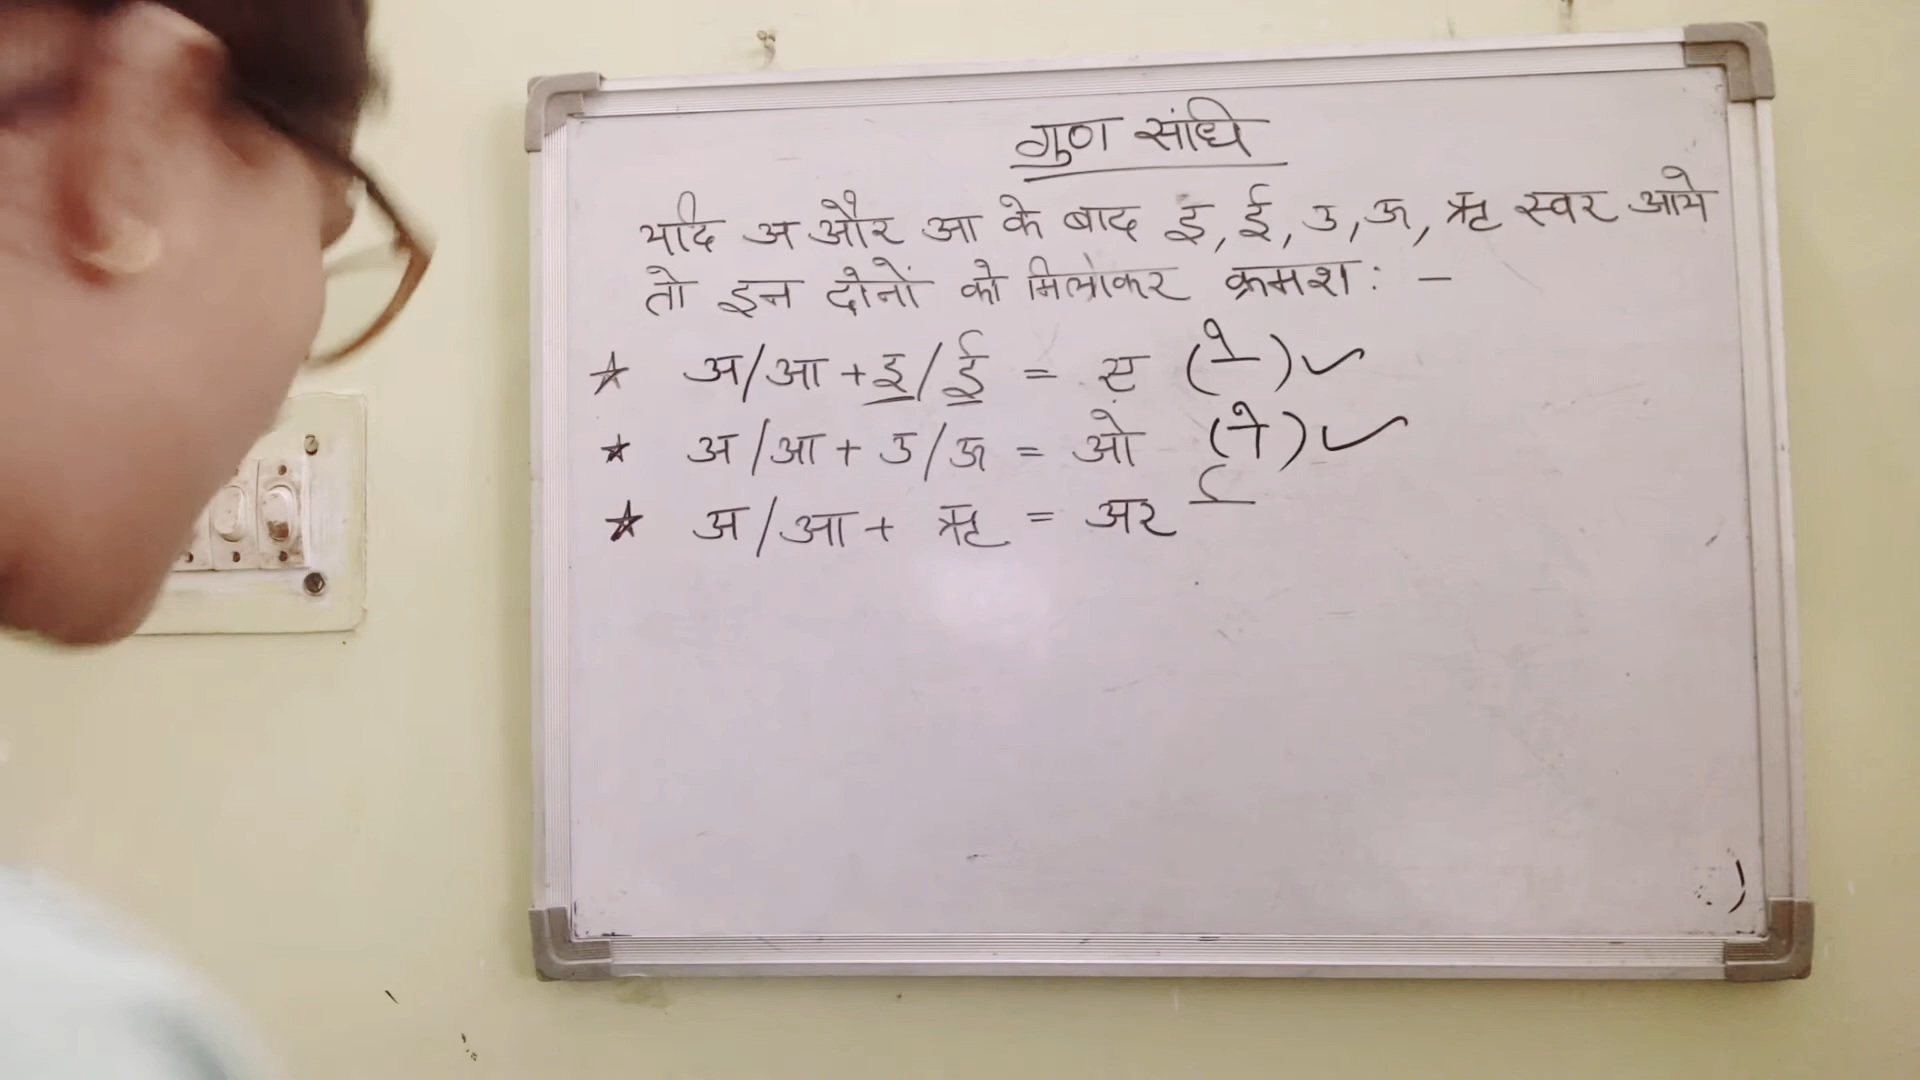 गुण संधि
यदि अ और आ के बाद इ, ई, उ, ऊ, ऋ स्वर आये
तो इन दोनों को मिलाकर क्रमश: –
☆ अ/आ + इ/ई = ए (े) ✓
☆ अ/आ + उ/ऊ = ओ (ो) ✓
☆ अ/आ + ऋ = अर र्